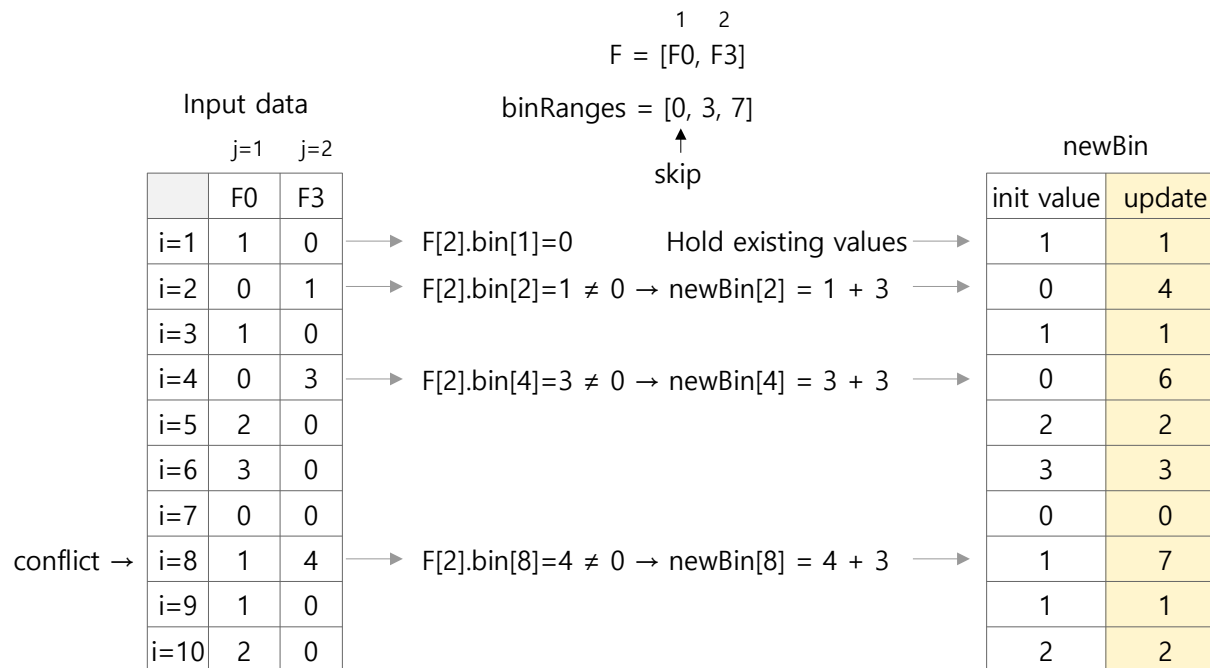 1 2
F = [F0, F3]
Input data
binRanges = [0, 3, 7]
j=1 j=2
newBin
skip
F0 F3
init value update
i=1 1 0 F[2].bin[1]=0 Hold existing values 1 1
i=2 0 1 F[2].bin[2]=1 ≠ 0 → newBin[2] = 1 + 3 0 4
i=3 1 0 1 1
i=4 0 3 F[2].bin[4]=3 ≠ 0 → newBin[4] = 3 + 3 0 6
i=5 2 0 2 2
i=6 3 0 3 3
i=7 0 0 0 0
conflict → i=8 1 4 F[2].bin[8]=4 ≠ 0 → newBin[8] = 4 + 3 1 7
i=9 1 0 1 1
i=10 2 0 2 2